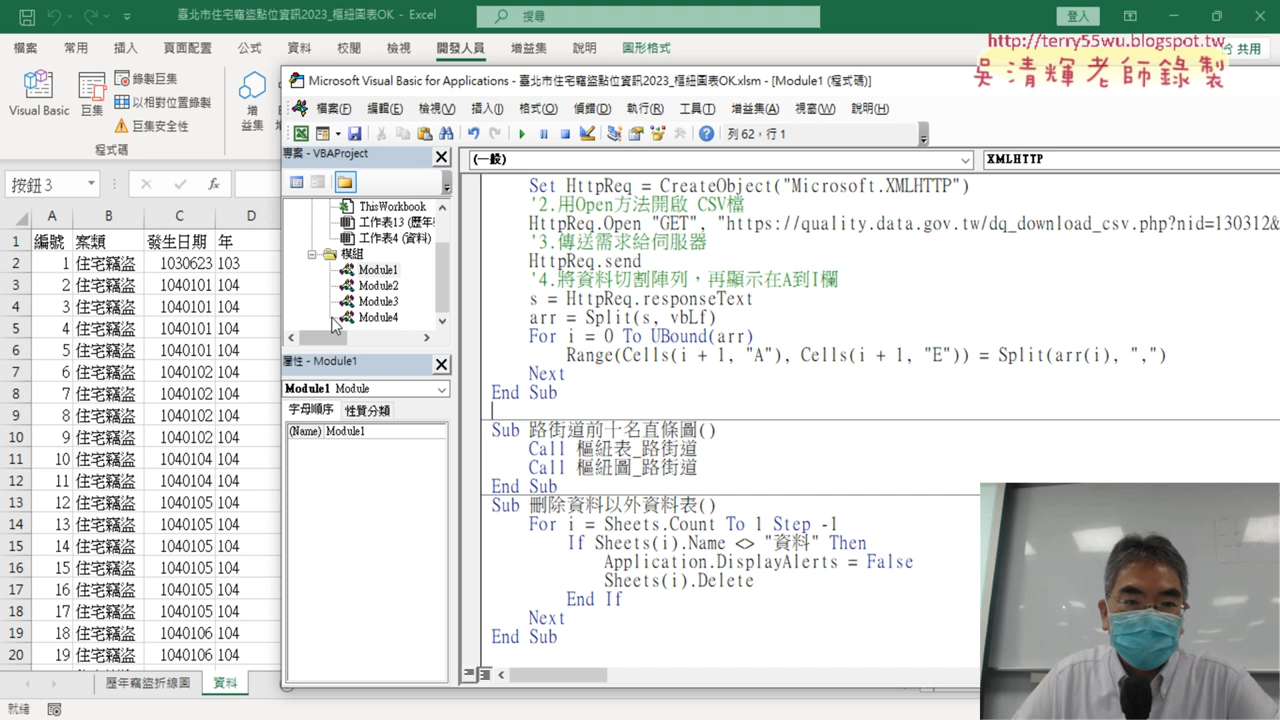 臺北市住宅竊盜點位資訊2023_樞紐圖表OK - Excel
搜尋
登入
http://terry55wu.blogspot.tw
吳清輝老師錄製
檔案 常用 插入 頁面配置 公式 資料 校閱 檢視 開發人員 增益集 說明 圖形格式 共用
Visual Basic
巨集
錄製巨集
以相對位置錄製
巨集安全性
程式碼
增
益集
按鈕 3
fx
A B C D
1 編號 案類 發生日期 年
2 1 住宅竊盜 1030623 103
3 2 住宅竊盜 1040101 104
4 3 住宅竊盜 1040101 104
5 4 住宅竊盜 1040101 104
6 5 住宅竊盜 1040101 104
7 6 住宅竊盜 1040102 104
8 7 住宅竊盜 1040102 104
9 8 住宅竊盜 1040102 104
10 9 住宅竊盜 1040102 104
11 10 住宅竊盜 1040104 104
12 11 住宅竊盜 1040104 104
13 12 住宅竊盜 1040105 104
14 13 住宅竊盜 1040105 104
15 14 住宅竊盜 1040105 104
16 15 住宅竊盜 1040105 104
17 16 住宅竊盜 1040105 104
18 17 住宅竊盜 1040105 104
19 18 住宅竊盜 1040106 104
20 19 住宅竊盜 1040106 104
歷年竊盜折線圖 資料
就緒
Microsoft Visual Basic for Applications - 臺北市住宅竊盜點位資訊2023_樞紐圖表OK.xlsm - [Module1 (程式碼)]
檔案(F) 編輯(E) 檢視(V) 插入(I) 格式(O) 偵錯(D) 執行(R) 工具(T) 增益集(A) 視窗(W) 說明(H)
列 62，行 1
專案 - VBAProject
ThisWorkbook
工作表13 (歷年
工作表4 (資料)
模組
Module1
Module2
Module3
Module4
屬性 - Module1
Module1 Module
字母順序 性質分類
(Name) Module1
(一般)
XMLHTTP
Set HttpReq = CreateObject("Microsoft.XMLHTTP")
'2.用Open方法開啟 CSV檔
HttpReq.Open "GET", "https://quality.data.gov.tw/dq_download_csv.php?nid=130312&
'3.傳送需求給伺服器
HttpReq.send
'4.將資料切割陣列，再顯示在A到I欄
s = HttpReq.responseText
arr = Split(s, vbLf)
For i = 0 To UBound(arr)
Range(Cells(i + 1, "A"), Cells(i + 1, "E")) = Split(arr(i), ",")
Next
End Sub
Sub 路街道前十名直條圖()
Call 樞紐表_路街道
Call 樞紐圖_路街道
End Sub
Sub 刪除資料以外資料表()
For i = Sheets.Count To 1 Step -1
If Sheets(i).Name <> "資料" Then
Application.DisplayAlerts = False
Sheets(i).Delete
End If
Next
End Sub